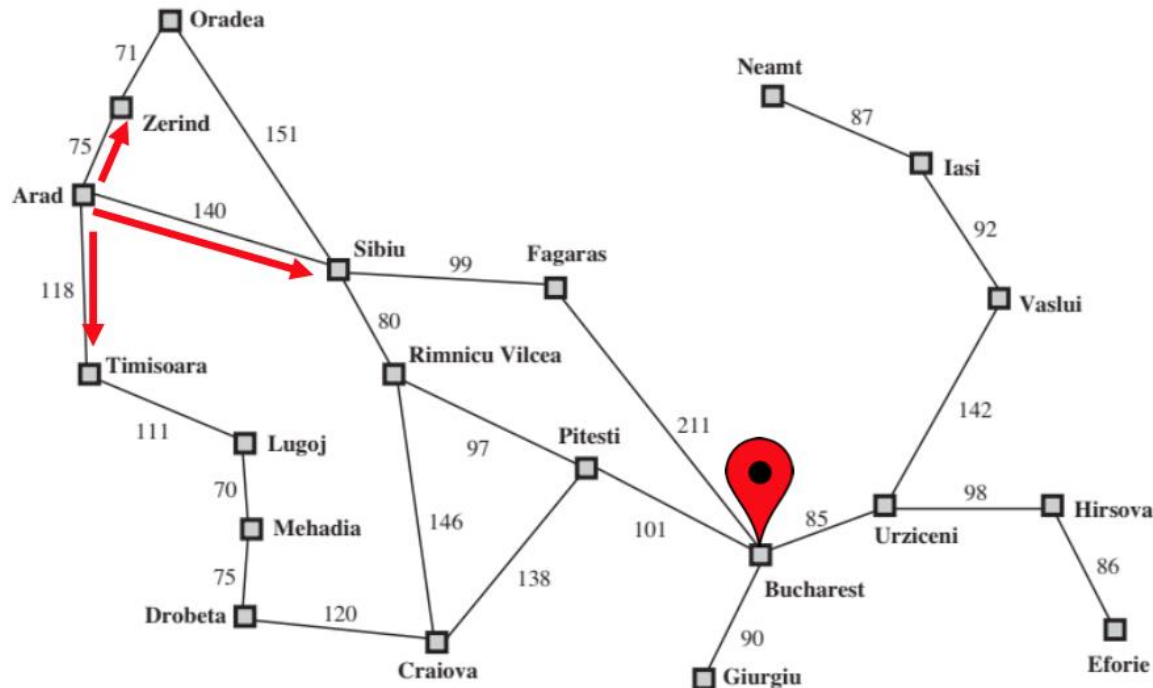 Oradea
71
Neamt
Zerind
87
151
75
Iasi
Arad
140
92
Sibiu
Fagaras
99
118
Vaslui
80
Timisoara
Rimnicu Vilcea
142
111
211
Lugoj
97
Pitesti
70
98
Hirsova
146
85
Mehadia
101
Urziceni
86
138
75
Bucharest
Drobeta
120
90
Eforie
Craiova
Giurgiu